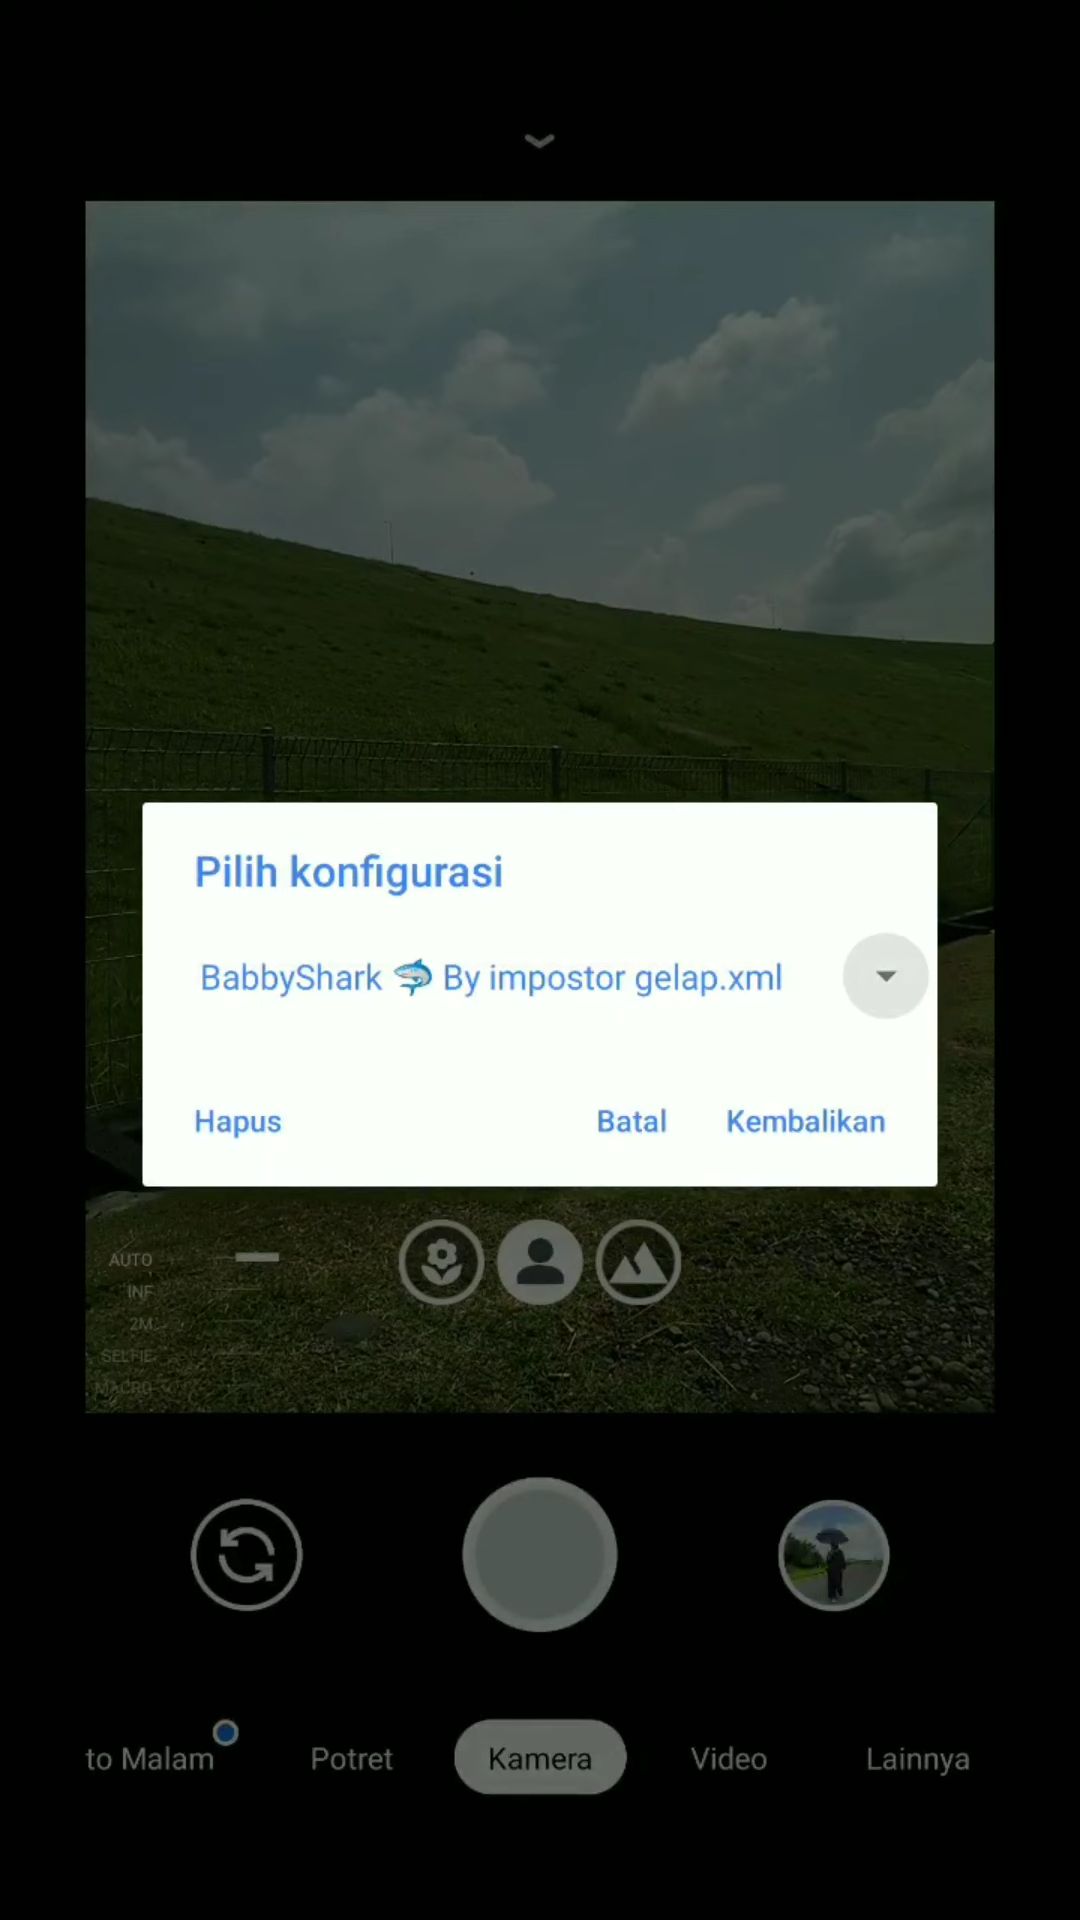 Pilih konfigurasi
BabbyShark 🦈 By impostor gelap.xml
Hapus Batal Kembalikan
AUTO
INF
2M
SELFIE
MACRO
to Malam Potret Kamera Video Lainnya